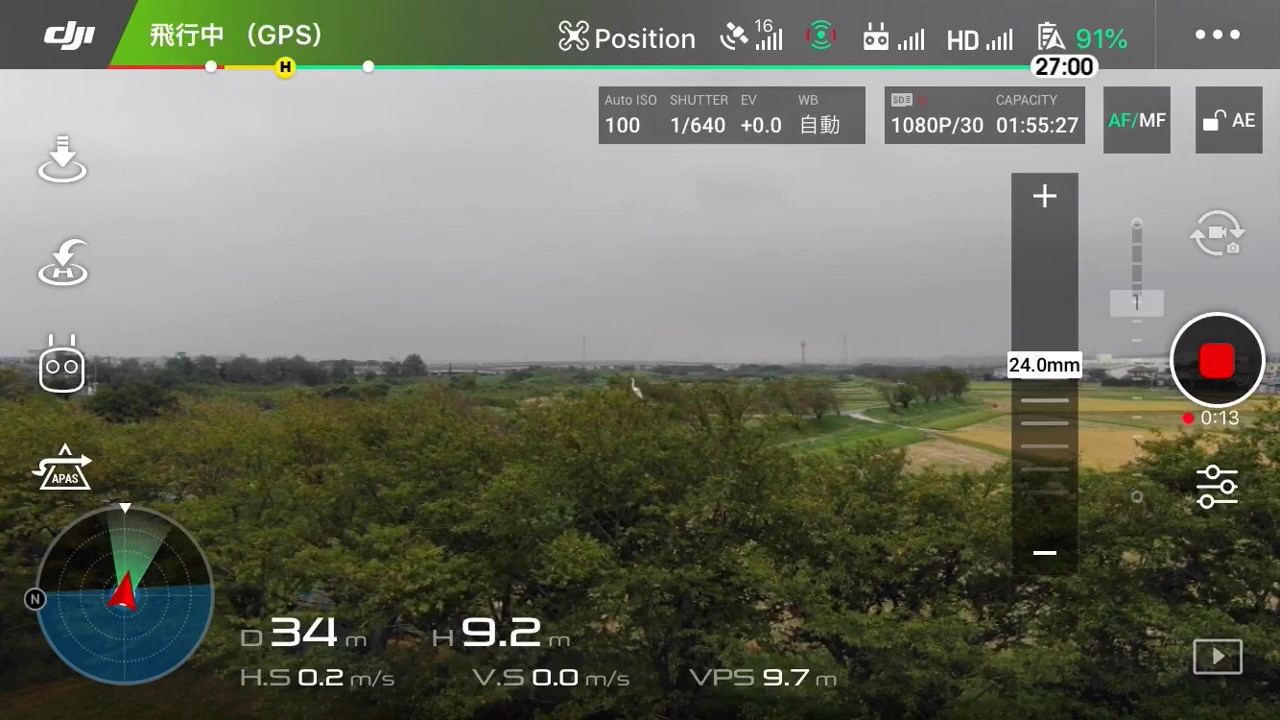 dji 飛行中 (GPS) Position 16 HD 91%
H 27:00
Auto ISO SHUTTER EV WB
100 1/640 +0.0 自動
SD CAPACITY
1080P/30 01:55:27
AF/MF
AE
H
+
1
24.0mm
0:13
APAS
N
D 34 m H 9.2 m
H.S 0.2 m/s V.S 0.0 m/s VPS 9.7 m